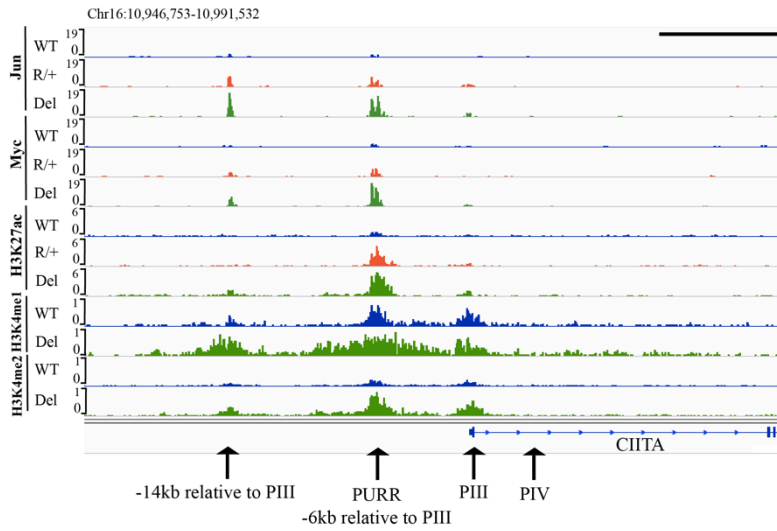 Chr16:10,946,753-10,991,532
Jun
WT 19 0
R/+ 19 0
Del 19 0
Myc
WT 19 0
R/+ 19 0
Del 19 0
H3K27ac
WT 6 0
R/+ 6 0
Del 6 0
H3K4me1
WT 1 0
Del 1 0
H3K4me2
WT 1 0
Del 1 0
CIITA
-14kb relative to PIII
PURR
-6kb relative to PIII
PIII
PIV